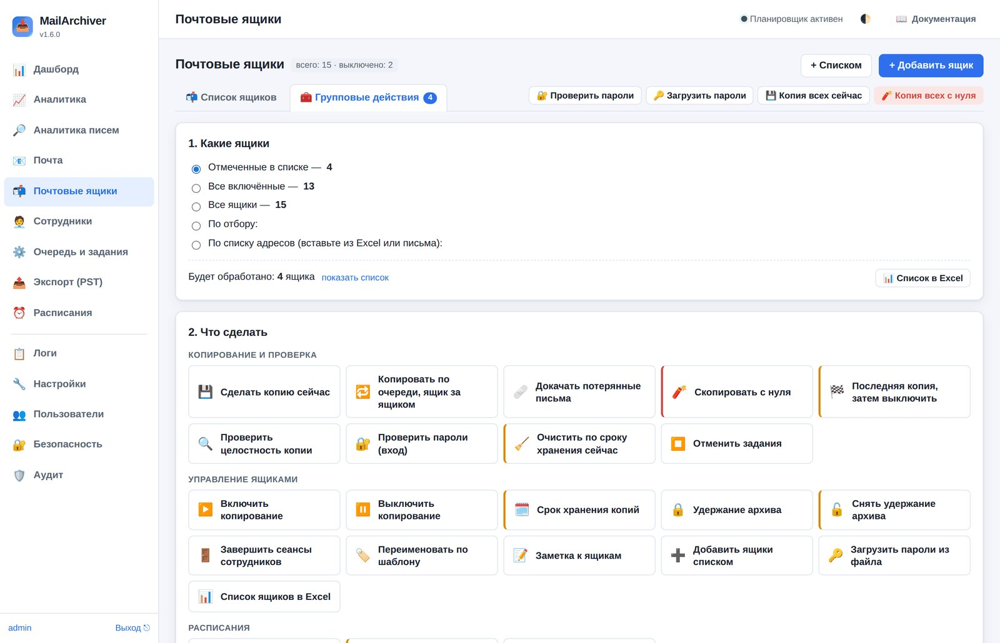 MailArchiver
v1.6.0
Дашборд
Аналитика
Аналитика писем
Почта
Почтовые ящики
Сотрудники
Очередь и задания
Экспорт (PST)
Расписания
Логи
Настройки
Пользователи
Безопасность
Аудит
admin
Выход
Почтовые ящики
Планировщик активен
Документация
Почтовые ящики
всего: 15 · выключено: 2
+ Списком
+ Добавить ящик
Список ящиков
Групповые действия 4
Проверить пароли
Загрузить пароли
Копия всех сейчас
Копия всех с нуля
1. Какие ящики
Отмеченные в списке — 4
Все включённые — 13
Все ящики — 15
По отбору:
По списку адресов (вставьте из Excel или письма):
Будет обработано: 4 ящика показать список
Список в Excel
2. Что сделать
КОПИРОВАНИЕ И ПРОВЕРКА
Сделать копию сейчас
Копировать по
очереди, ящик за
ящиком
Докачать потерянные
письма
Скопировать с нуля
Последняя копия,
затем выключить
Проверить
целостность копии
Проверить пароли
(вход)
Очистить по сроку
хранения сейчас
Отменить задания
УПРАВЛЕНИЕ ЯЩИКАМИ
Включить
копирование
Выключить
копирование
Срок хранения копий
Удержание архива
Снять удержание
архива
Завершить сеансы
сотрудников
Переименовать по
шаблону
Заметка к ящикам
Добавить ящики
списком
Загрузить пароли из
файла
Список ящиков в Excel
РАСПИСАНИЯ